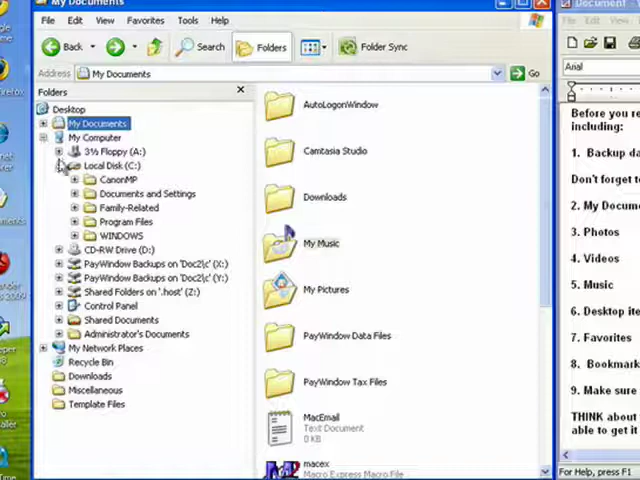 My Documents
File Edit View Favorites Tools Help
Back Search Folders Folder Sync
Address My Documents Go
Folders
Desktop
My Documents
My Computer
3½ Floppy (A:)
Local Disk (C:)
CanonMP
Documents and Settings
Family-Related
Program Files
WINDOWS
CD-RW Drive (D:)
PayWindow Backups on 'Doc2\c' (X:)
PayWindow Backups on 'Doc2\c' (Y:)
Shared Folders on '.host' (Z:)
Control Panel
Shared Documents
Administrator's Documents
My Network Places
Recycle Bin
Downloads
Miscellaneous
Template Files
AutoLogonWindow
Camtasia Studio
Downloads
My Music
My Pictures
PayWindow Data Files
PayWindow Tax Files
MacEmail
Text Document
0 KB
macex
Macro Express Macro File
Document
File Edit View
Arial
Before you re
including:
1. Backup da
Don't forget to
2. My Docume
3. Photos
4. Videos
5. Music
6. Desktop ite
7. Favorites
8. Bookmark
9. Make sure
THINK about
able to get it
For Help, press F1